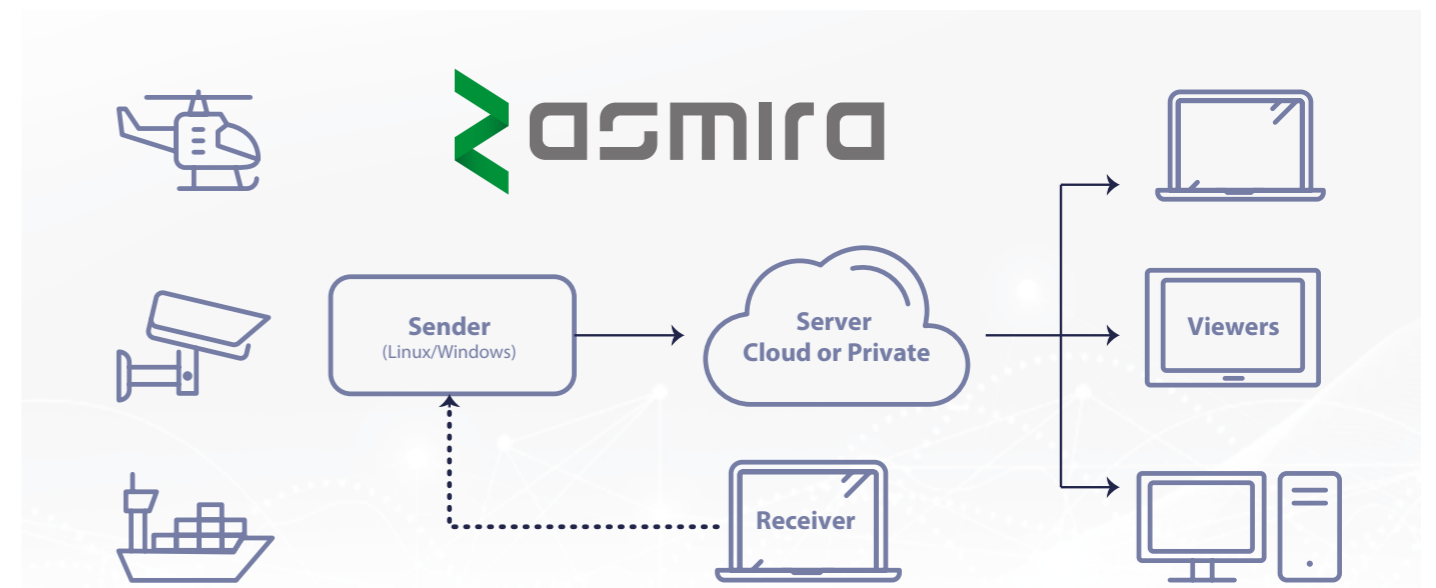 asmira
Sender
(Linux/Windows)
Server
Cloud or Private
Viewers
Receiver